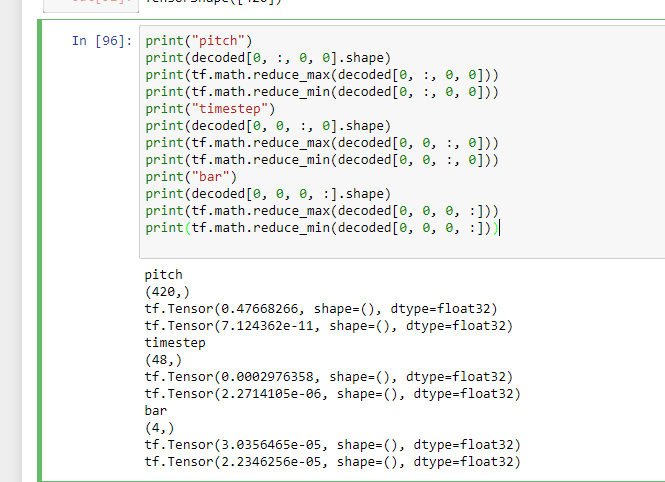 TensorShape([420])
In [96]:
print("pitch")
print(decoded[0, :, 0, 0].shape)
print(tf.math.reduce_max(decoded[0, :, 0, 0]))
print(tf.math.reduce_min(decoded[0, :, 0, 0]))
print("timestep")
print(decoded[0, 0, :, 0].shape)
print(tf.math.reduce_max(decoded[0, 0, :, 0]))
print(tf.math.reduce_min(decoded[0, 0, :, 0]))
print("bar")
print(decoded[0, 0, 0, :].shape)
print(tf.math.reduce_max(decoded[0, 0, 0, :]))
print(tf.math.reduce_min(decoded[0, 0, 0, :]))
pitch
(420,)
tf.Tensor(0.47668266, shape=(), dtype=float32)
tf.Tensor(7.124362e-11, shape=(), dtype=float32)
timestep
(48,)
tf.Tensor(0.0002976358, shape=(), dtype=float32)
tf.Tensor(2.2714105e-06, shape=(), dtype=float32)
bar
(4,)
tf.Tensor(3.0356465e-05, shape=(), dtype=float32)
tf.Tensor(2.2346256e-05, shape=(), dtype=float32)